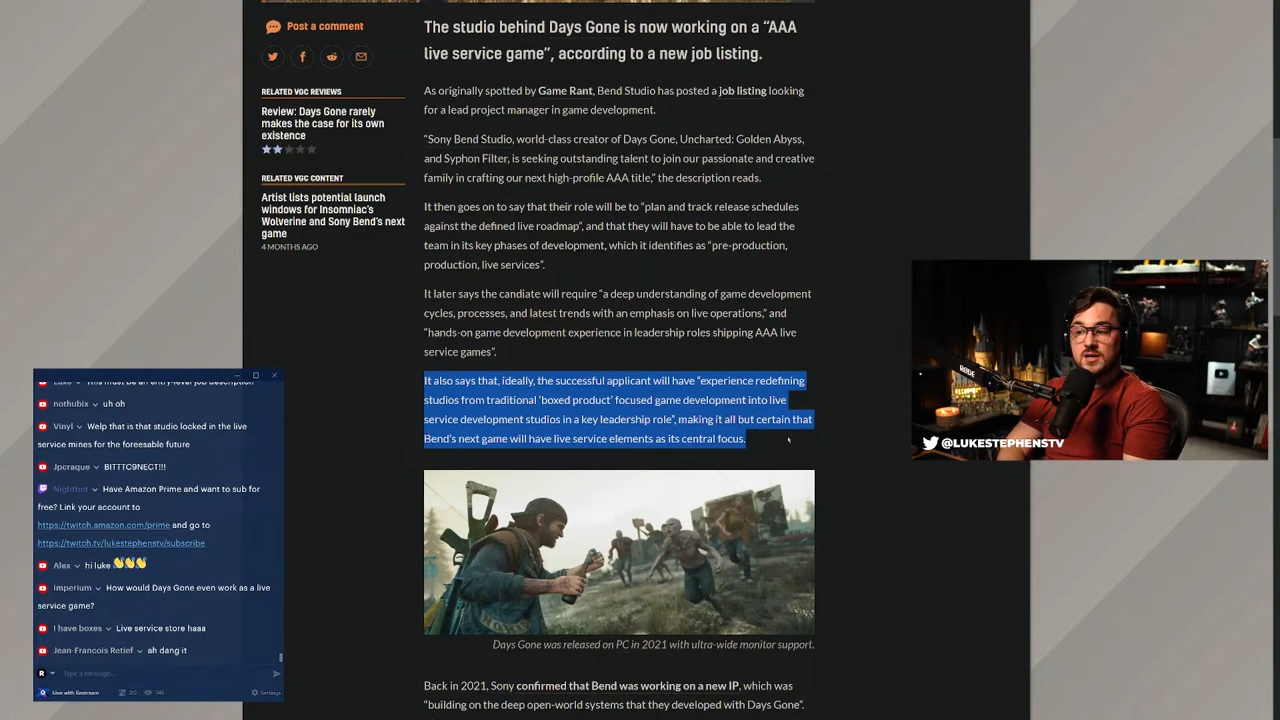 Post a comment
RELATED VGC REVIEWS
Review: Days Gone rarely
makes the case for its own
existence
RELATED VGC CONTENT
Artist lists potential launch
windows for Insomniac's
Wolverine and Sony Bend's next
game
4 MONTHS AGO
The studio behind Days Gone is now working on a “AAA
live service game”, according to a new job listing.
As originally spotted by Game Rant, Bend Studio has posted a job listing looking
for a lead project manager in game development.
“Sony Bend Studio, world-class creator of Days Gone, Uncharted: Golden Abyss,
and Syphon Filter, is seeking outstanding talent to join our passionate and creative
family in crafting our next high-profile AAA title,” the description reads.
It then goes on to say that their role will be to “plan and track release schedules
against the defined live roadmap”, and that they will have to be able to lead the
team in its key phases of development, which it identifies as “pre-production,
production, live services”.
It later says the candiate will require “a deep understanding of game development
cycles, processes, and latest trends with an emphasis on live operations,” and
“hands-on game development experience in leadership roles shipping AAA live
service games”.
It also says that, ideally, the successful applicant will have “experience redefining
studios from traditional ‘boxed product’ focused game development into live
service development studios in a key leadership role”, making it all but certain that
Bend's next game will have live service elements as its central focus.
Days Gone was released on PC in 2021 with ultra-wide monitor support.
Back in 2021, Sony confirmed that Bend was working on a new IP, which was
“building on the deep open-world systems that they developed with Days Gone”.
Luke This must be an entry-level job description
nothubix uh oh
Vinyl Welp that is that studio locked in the live
service mines for the foreesable future
Jpcraque BITTTC9NECT!!!
Nightbot Have Amazon Prime and want to sub for
free? Link your account to
https://twitch.amazon.com/prime and go to
https://twitch.tv/lukestephenstv/subscribe
Alex hi luke 👋👋👋
Imperium How would Days Gone even work as a live
service game?
I have boxes Live service store haaa
Jean-Francois Retief ah dang it
R Type a message...
Live with Restream 2/2 Settings
RØDE
@LUKESTEPHENSTV